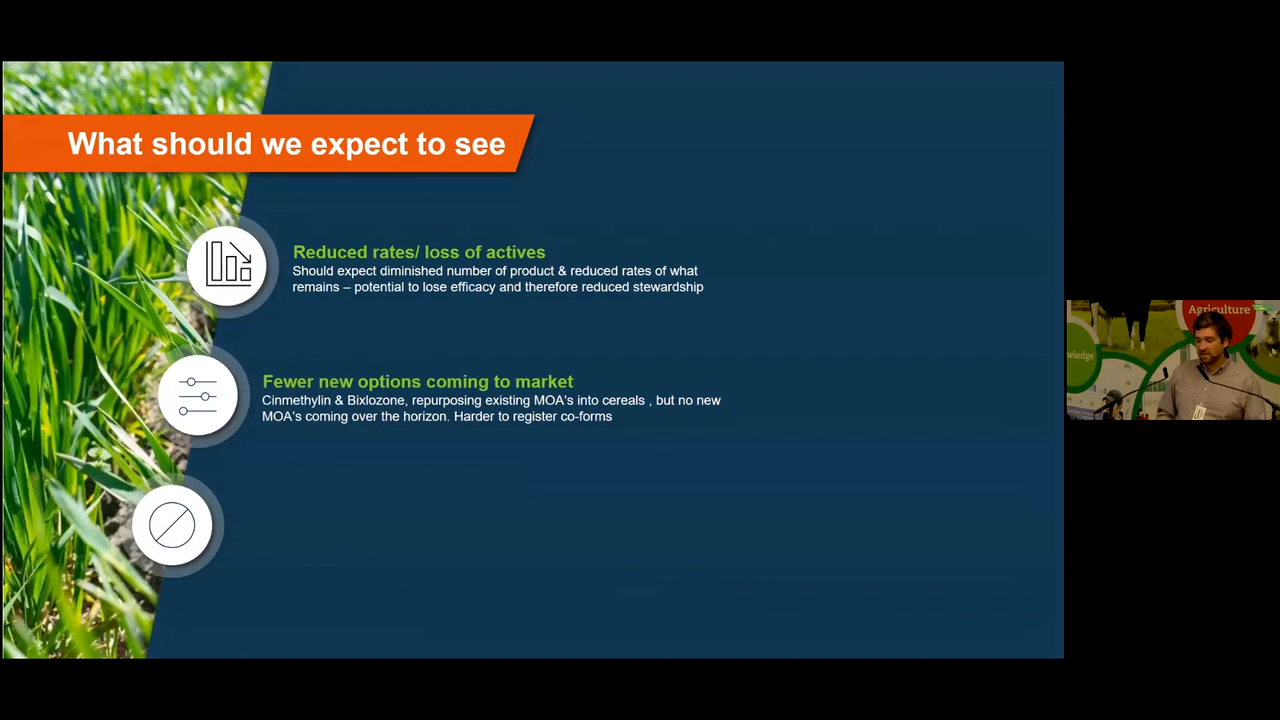 What should we expect to see
Reduced rates/ loss of actives
Should expect diminished number of product & reduced rates of what
remains – potential to lose efficacy and therefore reduced stewardship
Fewer new options coming to market
Cinmethylin & Bixlozone, repurposing existing MOA's into cereals , but no new
MOA's coming over the horizon. Harder to register co-forms
Agriculture
wledge